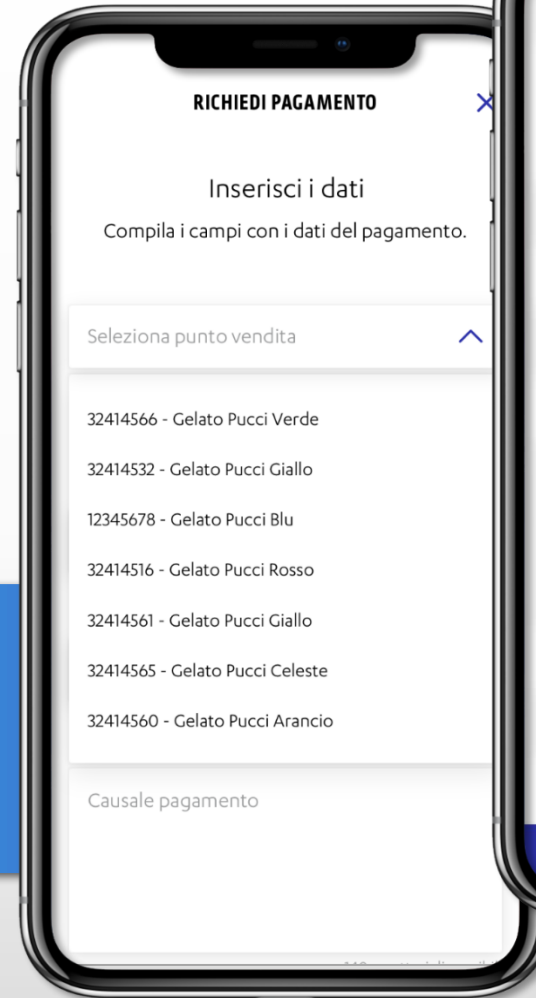 RICHIEDI PAGAMENTO
Inserisci i dati
Compila i campi con i dati del pagamento.
Seleziona punto vendita
32414566 - Gelato Pucci Verde
32414532 - Gelato Pucci Giallo
12345678 - Gelato Pucci Blu
32414516 - Gelato Pucci Rosso
32414561 - Gelato Pucci Giallo
32414565 - Gelato Pucci Celeste
32414560 - Gelato Pucci Arancio
Causale pagamento